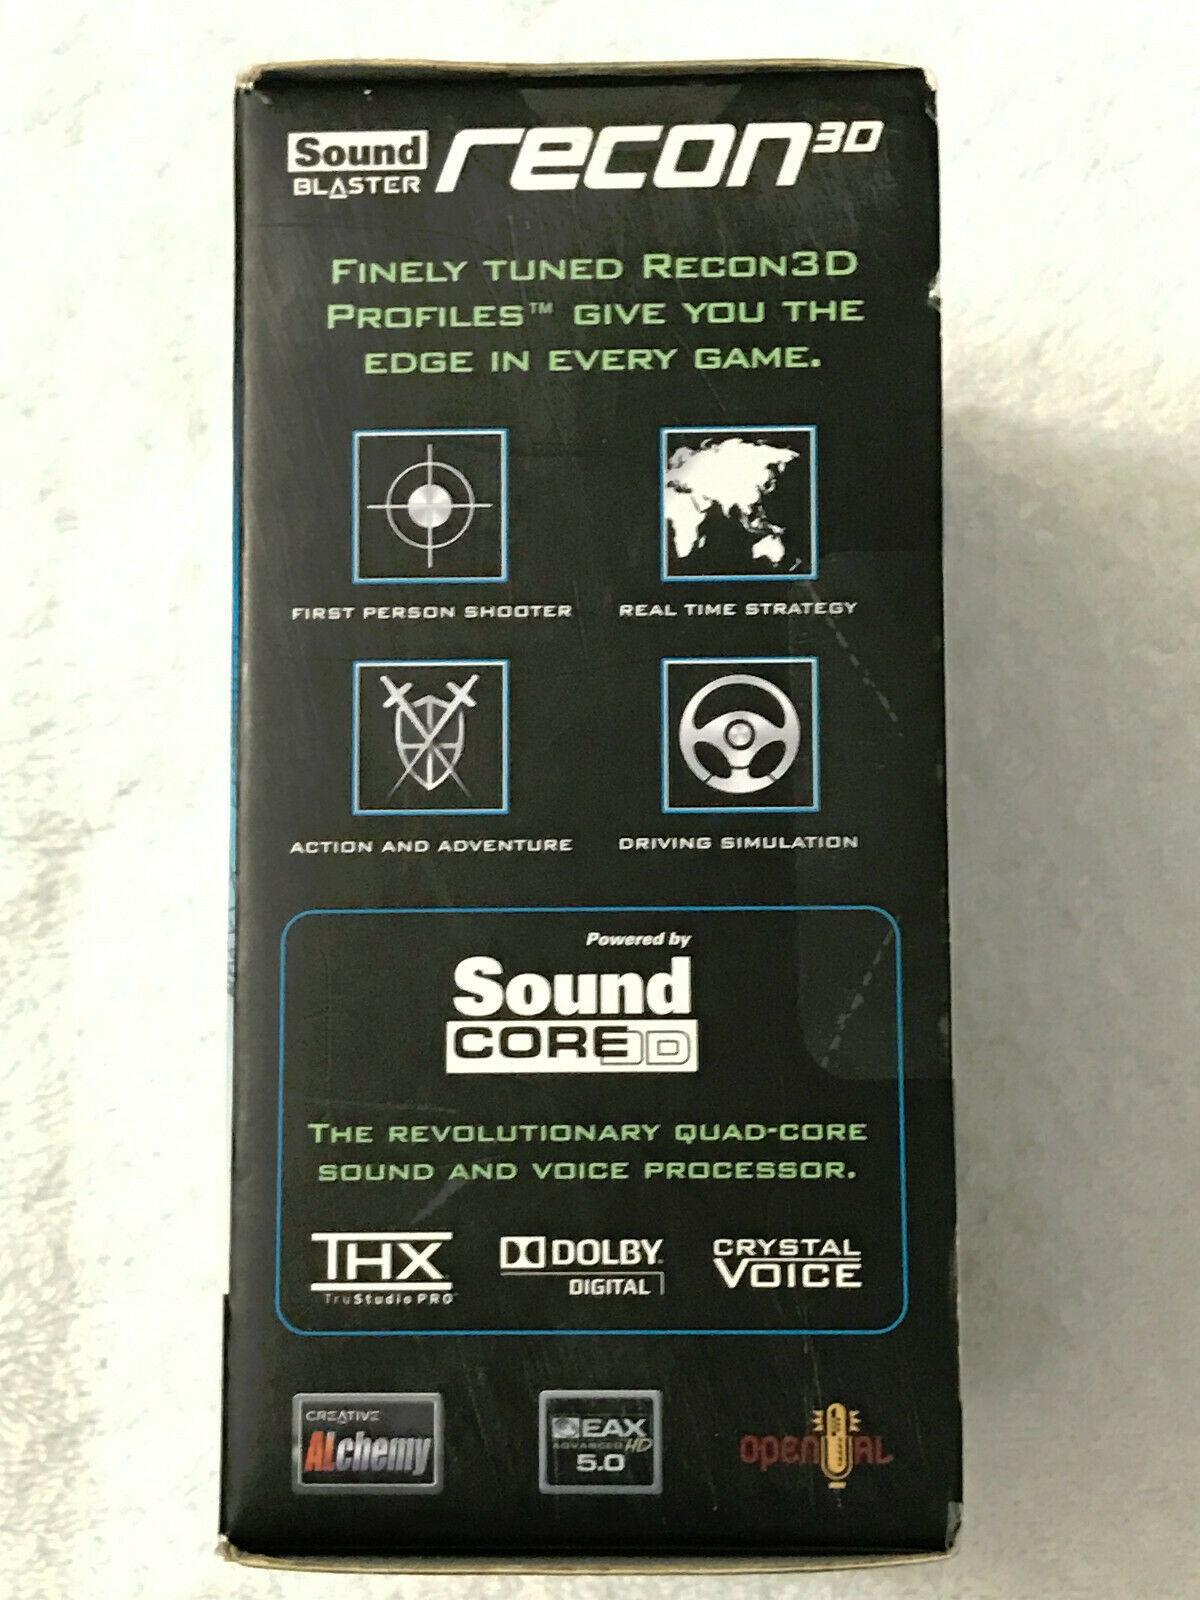 Sound BLASTER recon3D
FINELY TUNED RECON3D
PROFILES™ GIVE YOU THE
EDGE IN EVERY GAME.
FIRST PERSON SHOOTER
REAL TIME STRATEGY
ACTION AND ADVENTURE
DRIVING SIMULATION
Powered by
Sound
CORE3D
THE REVOLUTIONARY QUAD-CORE
SOUND AND VOICE PROCESSOR.
THX
TruStudio PRO
DOLBY
DIGITAL
CRYSTAL
VOICE
CREATIVE
ALchemy
EAX
ADVANCED HD
5.0
OPENAL